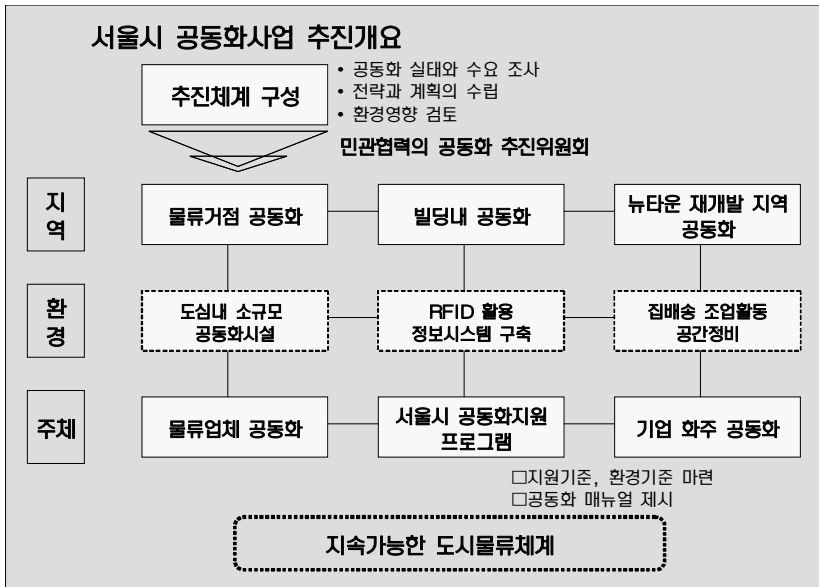 서울시 공동화사업 추진개요
추진체계 구성
• 공동화 실태와 수요 조사
• 전략과 계획의 수립
• 환경영향 검토
민관협력의 공동화 추진위원회
지
역
물류거점 공동화
빌딩내 공동화
뉴타운 재개발 지역
공동화
환
경
도심내 소규모
공동화시설
RFID 활용
정보시스템 구축
집배송 조업활동
공간정비
주체
물류업체 공동화
서울시 공동화지원
프로그램
기업 화주 공동화
□지원기준, 환경기준 마련
□공동화 매뉴얼 제시
지속가능한 도시물류체계